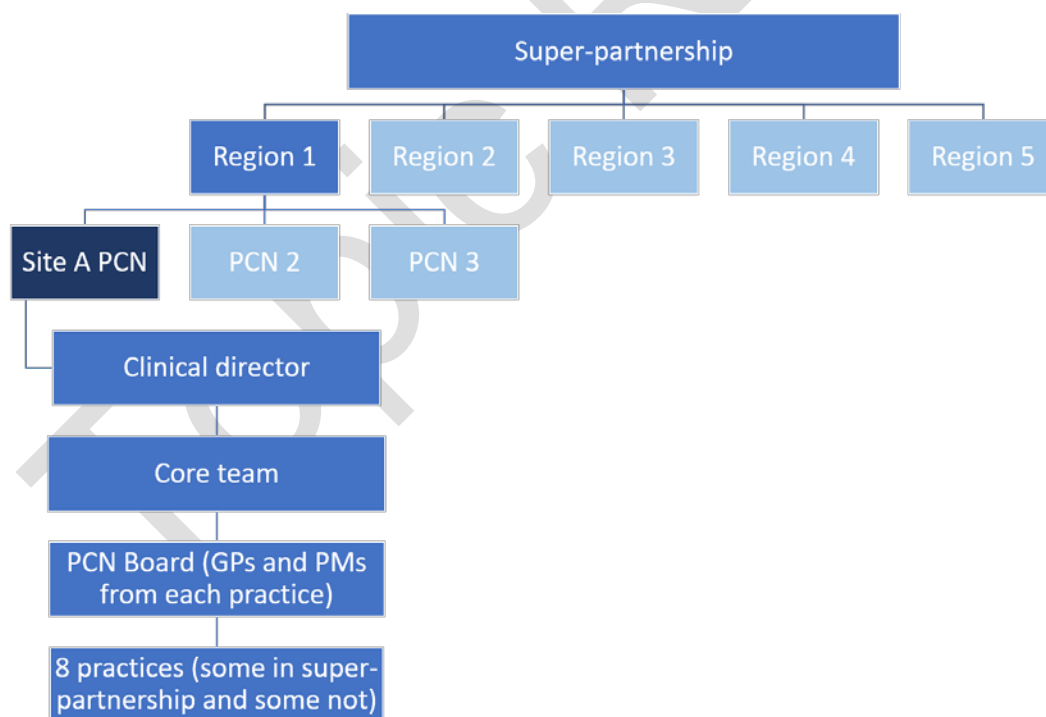 Super-partnership
Region 1
Region 2
Region 3
Region 4
Region 5
Site A PCN
PCN 2
PCN 3
Clinical director
Core team
PCN Board (GPs and PMs
from each practice)
8 practices (some in super-
partnership and some not)
Topic